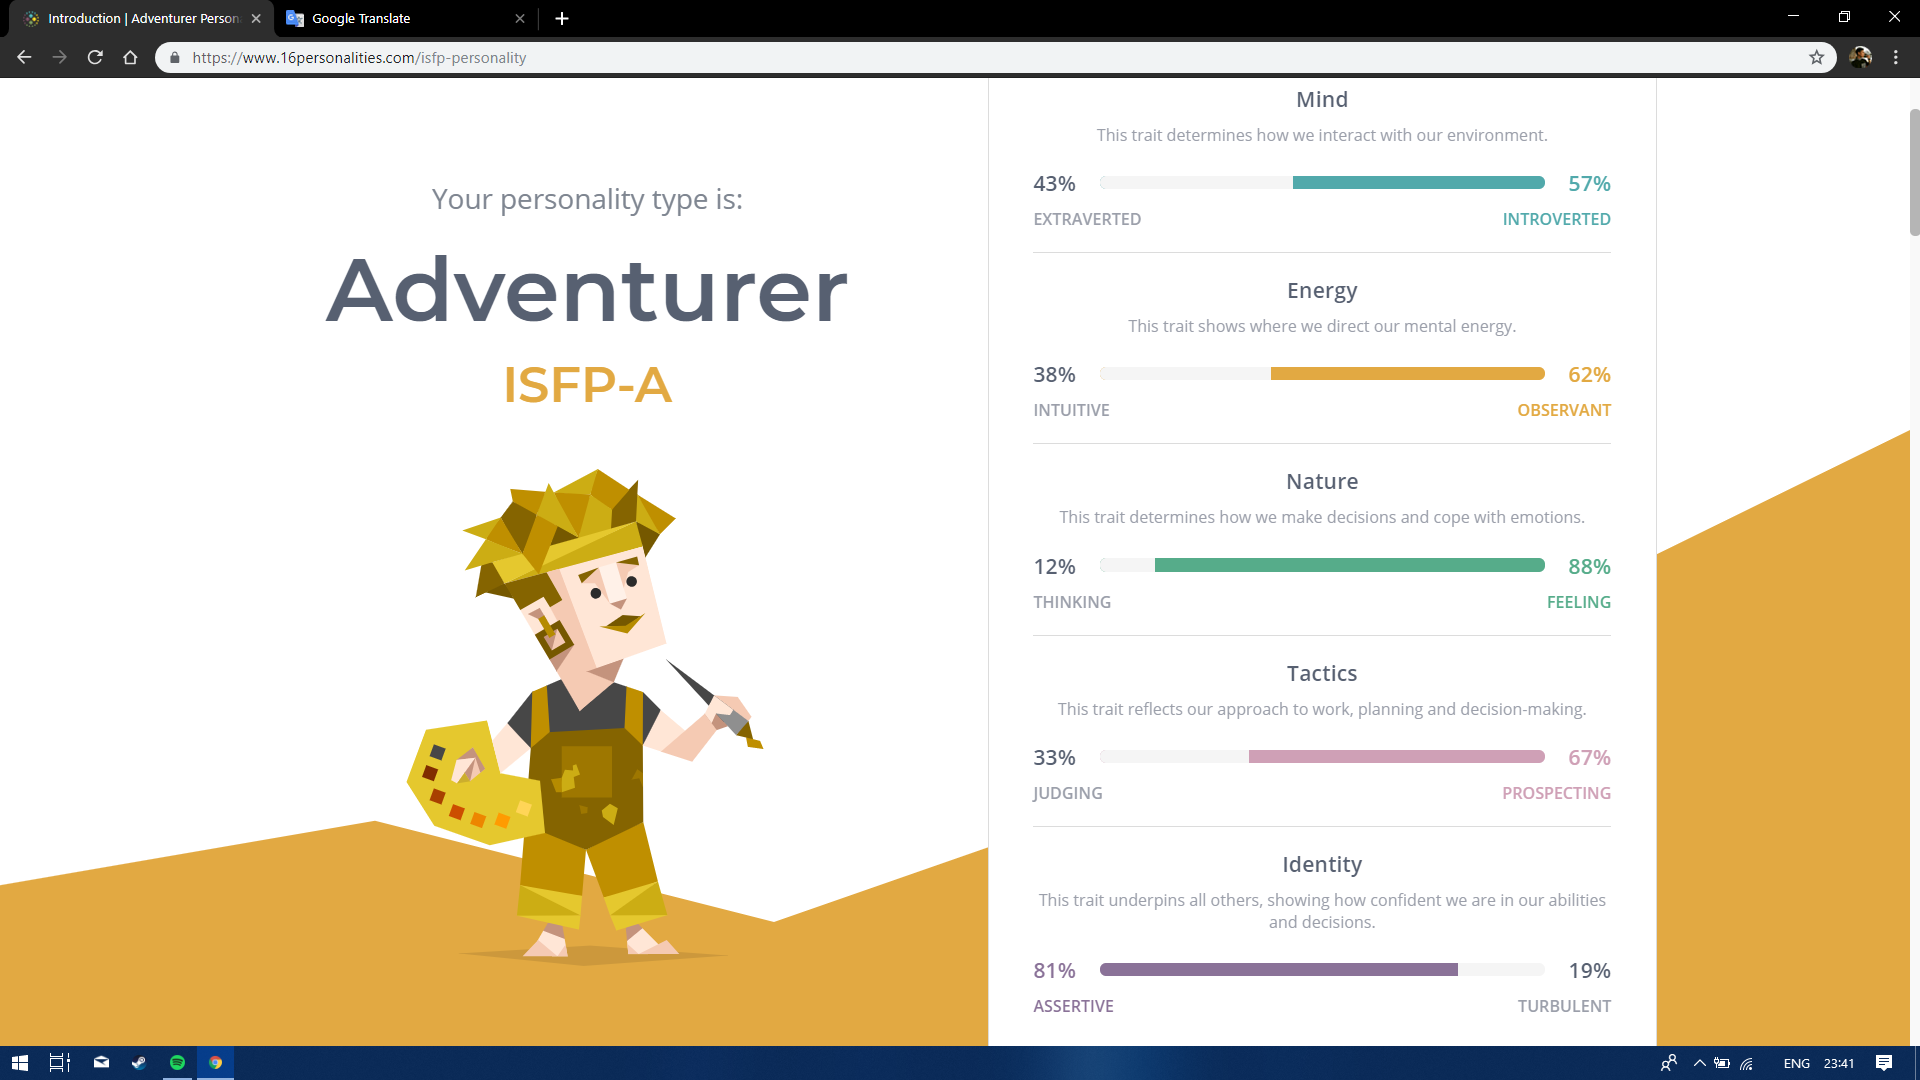 Introduction | Adventurer Person
Google Translate
https://www.16personalities.com/isfp-personality
Your personality type is:
Adventurer
ISFP-A
Mind
This trait determines how we interact with our environment.
43% 57%
EXTRAVERTED INTROVERTED
Energy
This trait shows where we direct our mental energy.
38% 62%
INTUITIVE OBSERVANT
Nature
This trait determines how we make decisions and cope with emotions.
12% 88%
THINKING FEELING
Tactics
This trait reflects our approach to work, planning and decision-making.
33% 67%
JUDGING PROSPECTING
Identity
This trait underpins all others, showing how confident we are in our abilities
and decisions.
81% 19%
ASSERTIVE TURBULENT
ENG 23:41